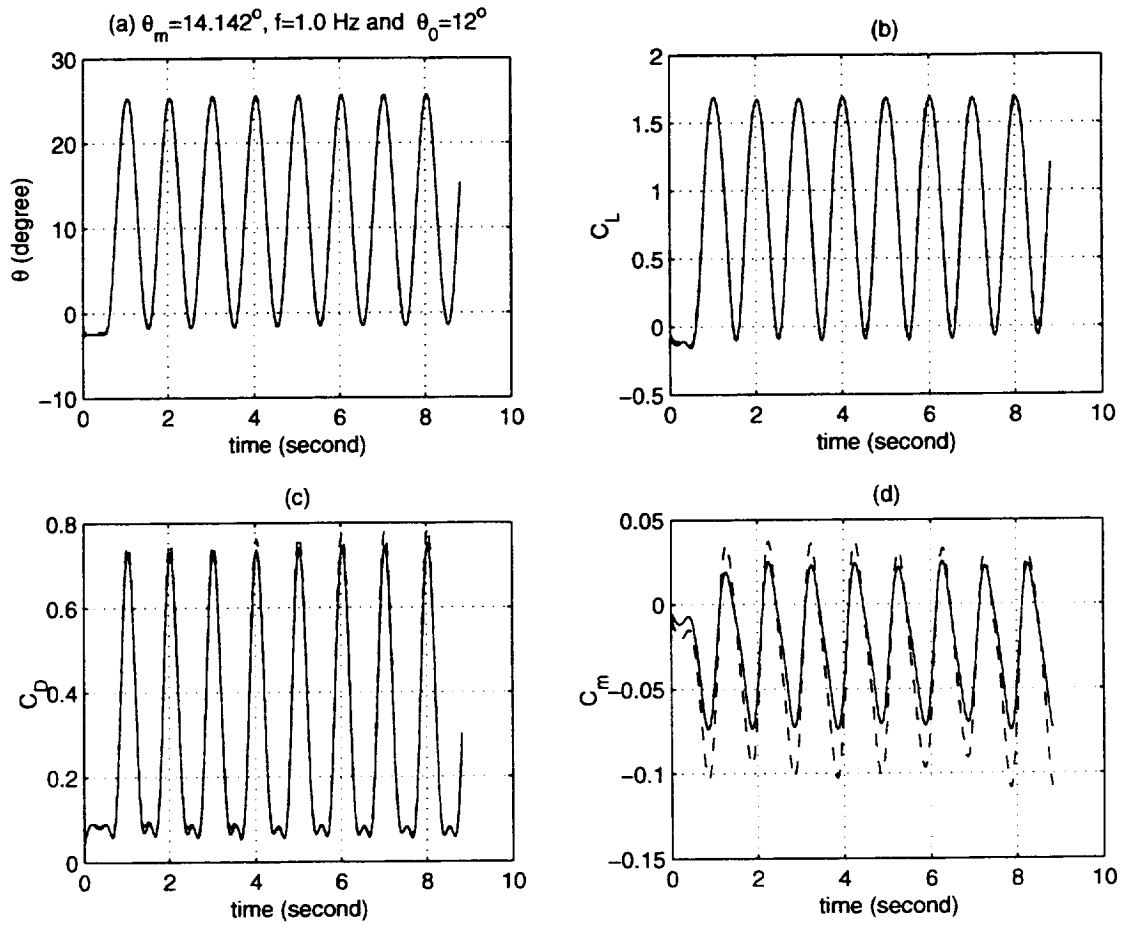 (a) θm=14.142o, f=1.0 Hz and θ0=12o
30
20
10
0
−10
θ (degree)
0 2 4 6 8 10
time (second)
(b)
2
1.5
1
0.5
0
−0.5
CL
0 2 4 6 8 10
time (second)
(c)
0.8
0.6
0.4
0.2
0
CD
0 2 4 6 8 10
time (second)
(d)
0.05
0
−0.05
−0.1
−0.15
Cm
0 2 4 6 8 10
time (second)